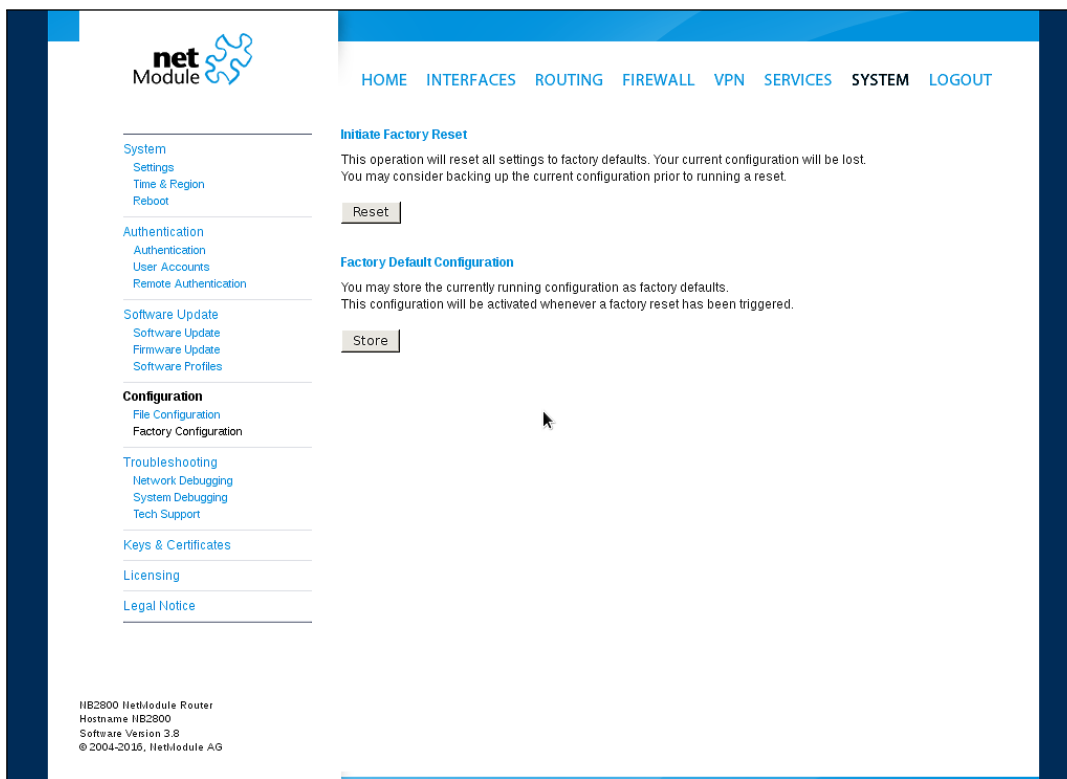 net
Module
HOME INTERFACES ROUTING FIREWALL VPN SERVICES SYSTEM LOGOUT
System
Settings
Time & Region
Reboot
Authentication
Authentication
User Accounts
Remote Authentication
Software Update
Software Update
Firmware Update
Software Profiles
Configuration
File Configuration
Factory Configuration
Troubleshooting
Network Debugging
System Debugging
Tech Support
Keys & Certificates
Licensing
Legal Notice
Initiate Factory Reset
This operation will reset all settings to factory defaults. Your current configuration will be lost.
You may consider backing up the current configuration prior to running a reset.
Reset
Factory Default Configuration
You may store the currently running configuration as factory defaults.
This configuration will be activated whenever a factory reset has been triggered.
Store
NB2800 NetModule Router
Hostname NB2800
Software Version 3.8
© 2004-2016, NetModule AG